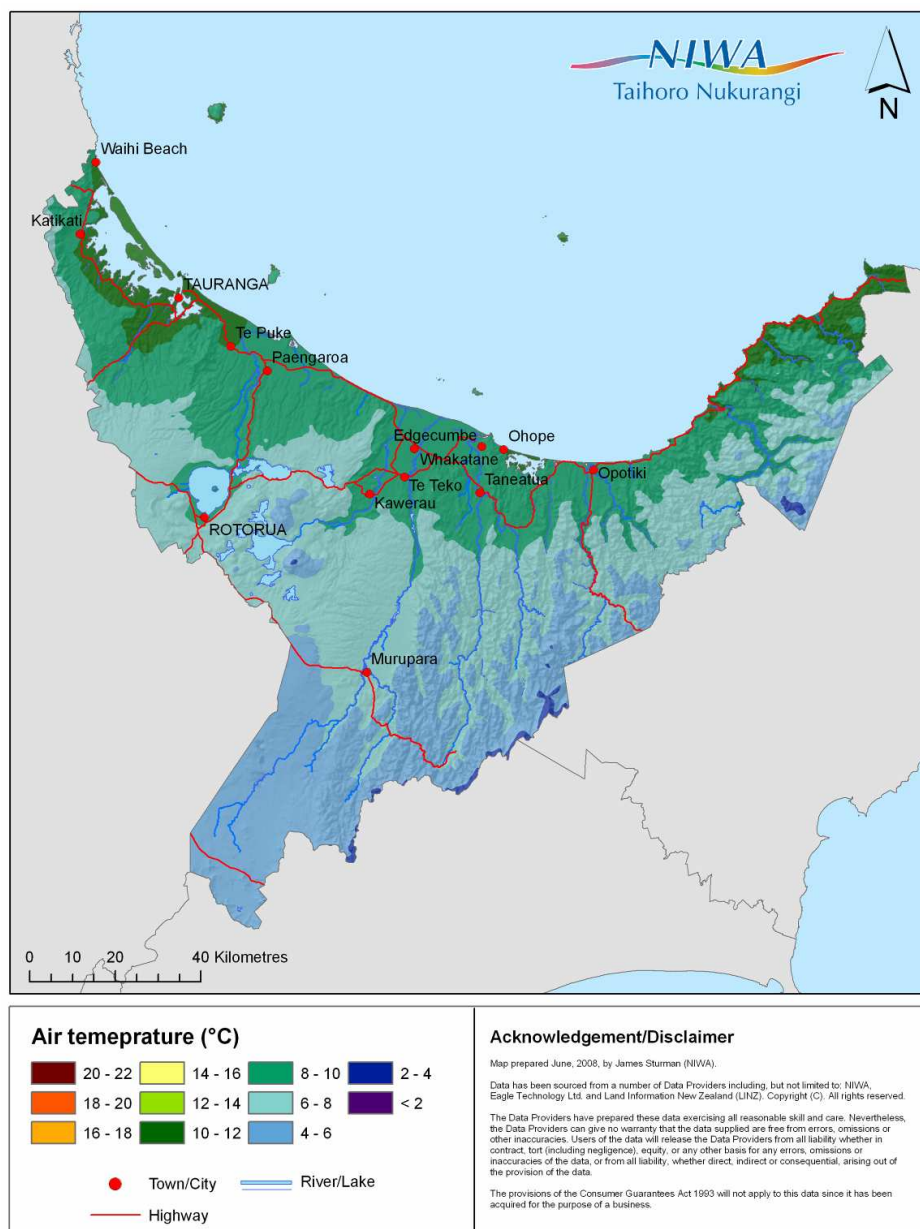 NIWA
Taihoro Nukurangi
N
Waihi Beach
Katikati
TAURANGA
Te Puke
Paengaroa
Edgecumbe
Ohope
Whakatane
Opotiki
Te Teko
Taneatua
Kawerau
ROTORUA
Murupara
0 10 20 40 Kilometres
Air temeprature (°C)
20 - 22 14 - 16 8 - 10 2 - 4
18 - 20 12 - 14 6 - 8 < 2
16 - 18 10 - 12 4 - 6
Town/City River/Lake
Highway
Acknowledgement/Disclaimer
Map prepared June, 2008, by James Sturman (NIWA).
Data has been sourced from a number of Data Providers including, but not limited to; NIWA,
Eagle Technology Ltd. and Land Information New Zealand (LINZ). Copyright (C). All rights reserved.
The Data Providers have prepared these data exercising all reasonable skill and care. Nevertheless,
the Data Providers can give no warranty that the data supplied are free from errors, omissions or
other inaccuracies. Users of the data will release the Data Providers from all liability whether in
contract, tort (including negligence), equity, or any other basis for any errors, omissions or
inaccuracies of the data, or from all liability, whether direct, indirect or consequential, arising out of
the provision of the data.
The provisions of the Consumer Guarantees Act 1993 will not apply to this data since it has been
acquired for the purpose of a business.